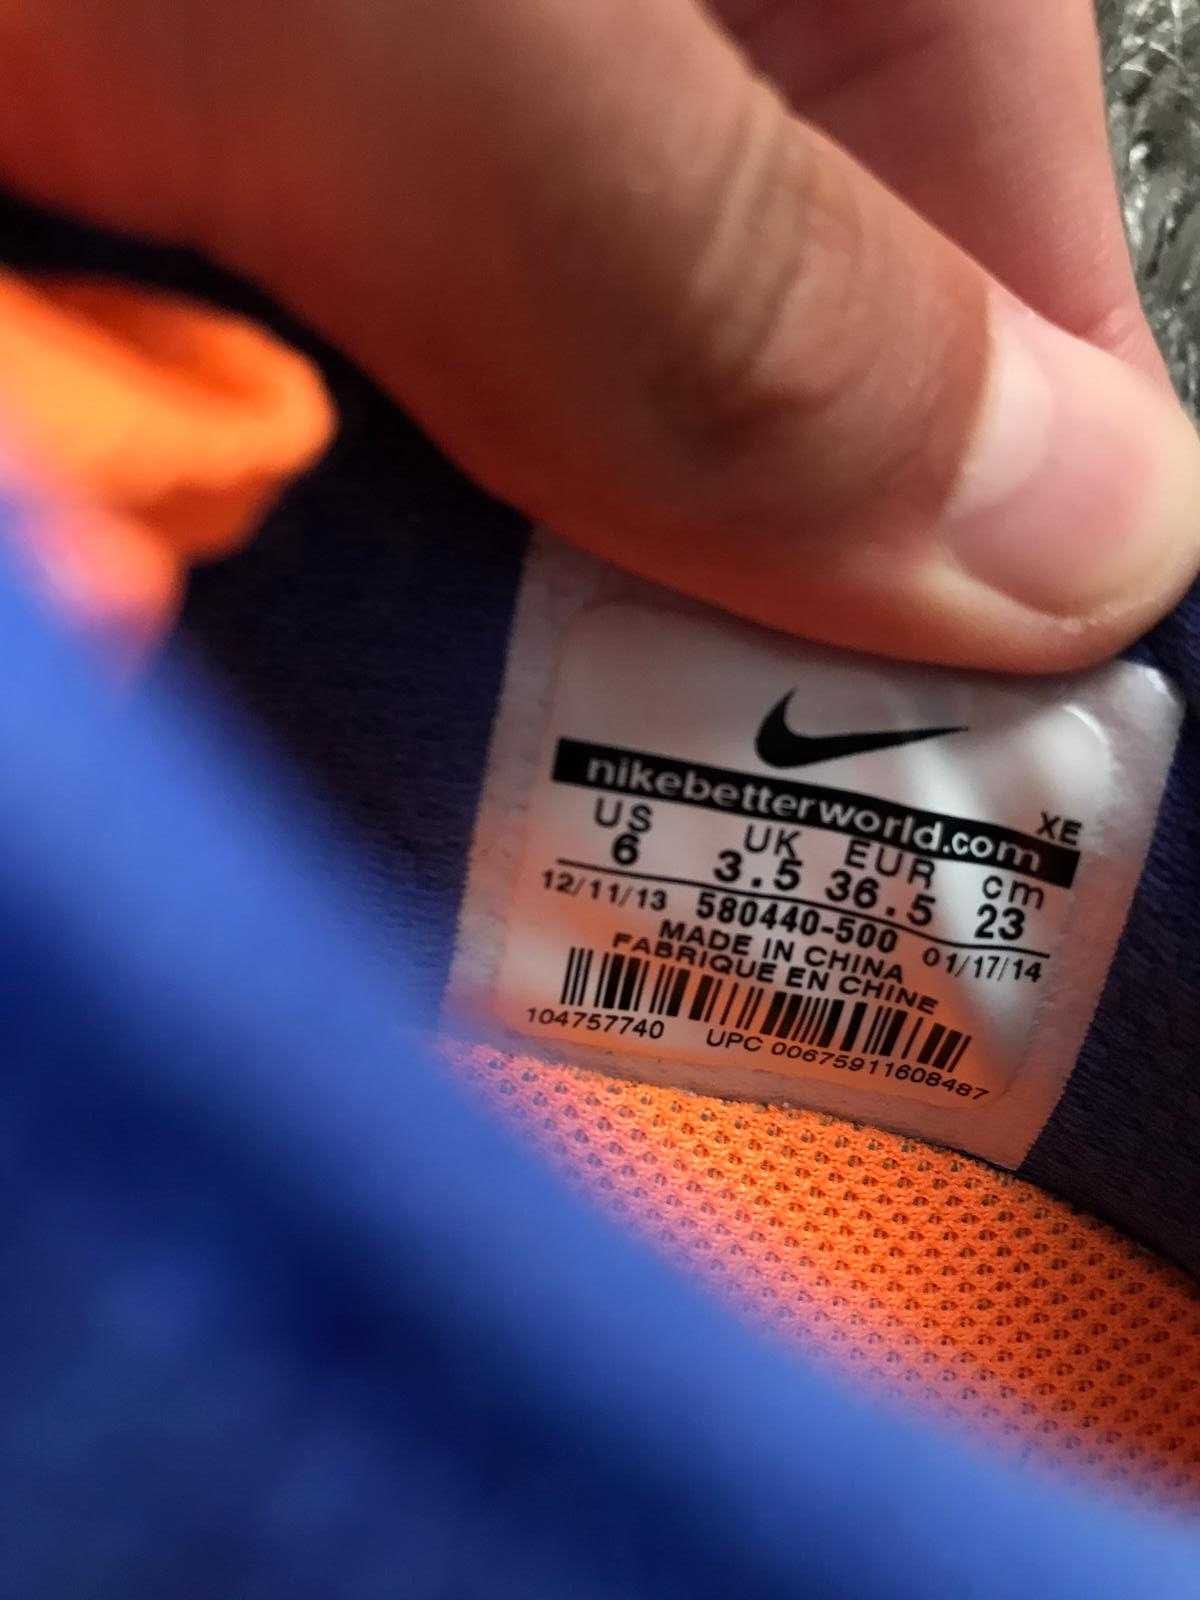 nikebetterworld.com XE
US UK EUR cm
6 3.5 36.5 23
12/11/13 580440-500 01/17/14
MADE IN CHINA
FABRIQUE EN CHINE
104757740 UPC 00675911608487